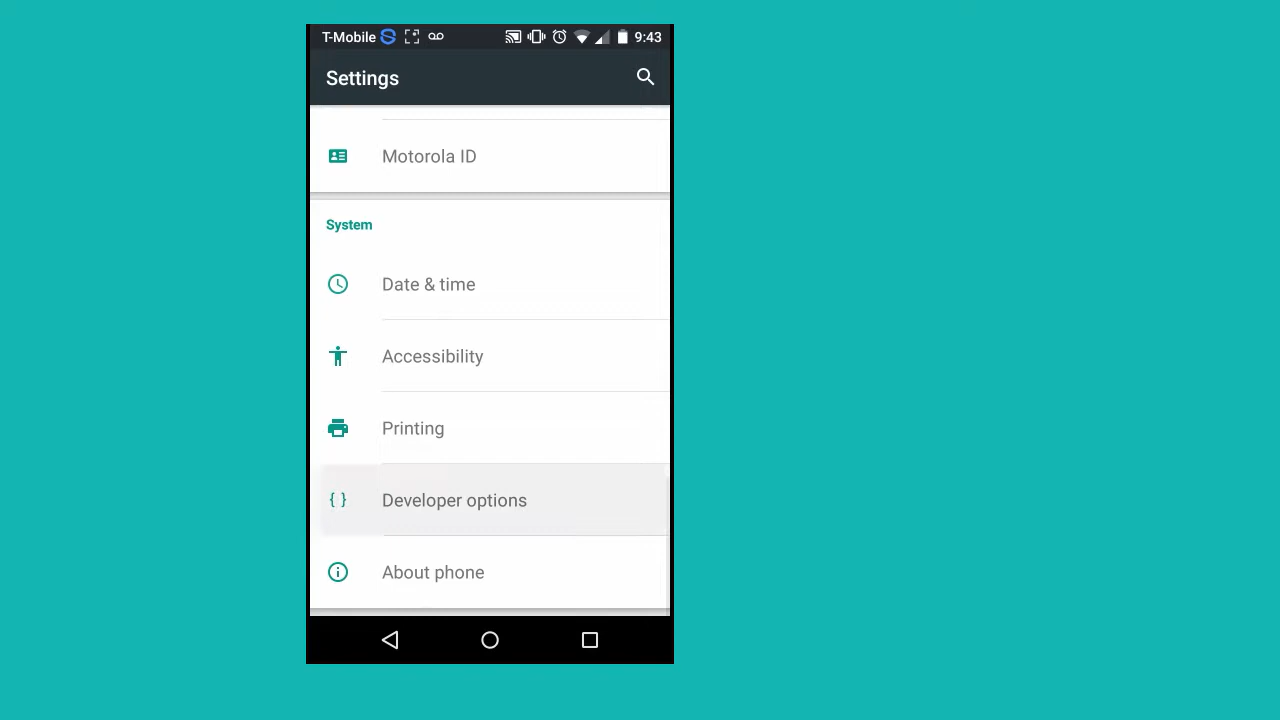 T-Mobile 9:43
Settings
Motorola ID
System
Date & time
Accessibility
Printing
{ } Developer options
About phone